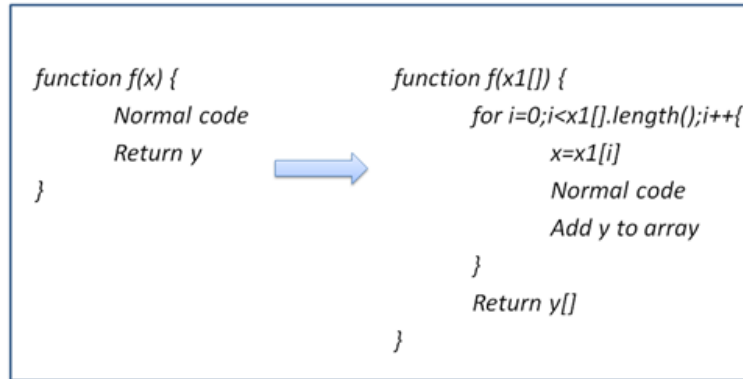 function f(x) {
Normal code
Return y
}
function f(x1[]) {
for i=0;i<x1[].length();i++{
x=x1[i]
Normal code
Add y to array
}
Return y[]
}